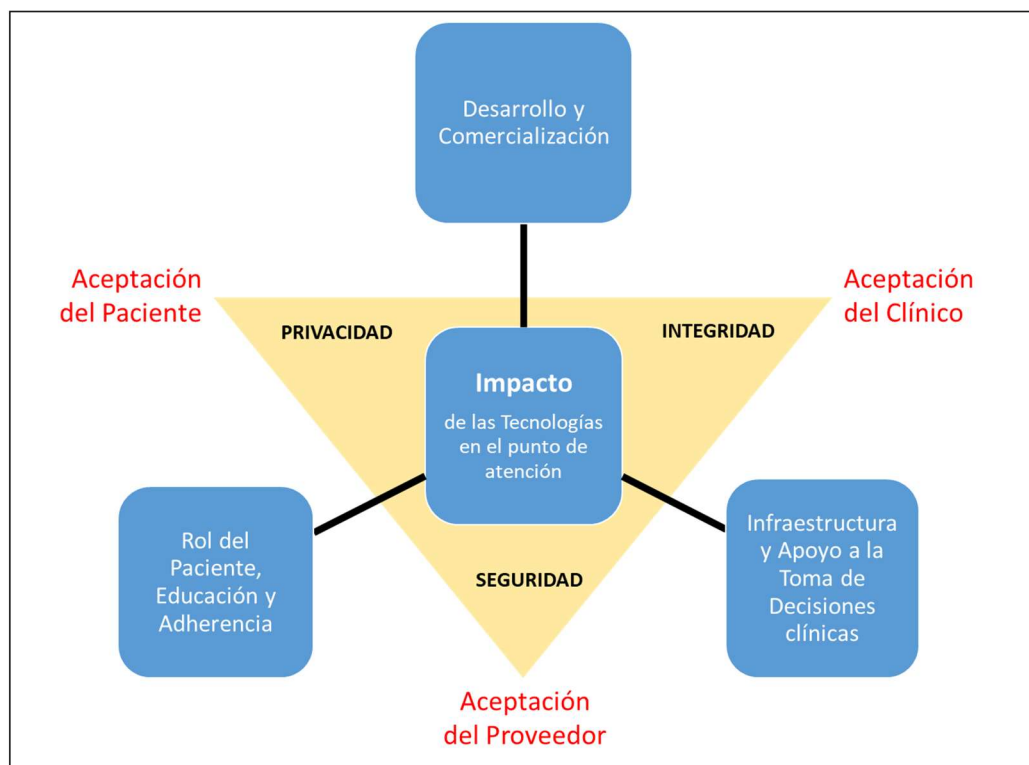 Desarrollo y
Comercialización
Aceptación
del Paciente
Aceptación
del Clínico
PRIVACIDAD
INTEGRIDAD
Impacto
de las Tecnologías
en el punto de
atención
Rol del
Paciente,
Educación y
Adherencia
Infraestructura
y Apoyo a la
Toma de
Decisiones
clínicas
SEGURIDAD
Aceptación
del Proveedor